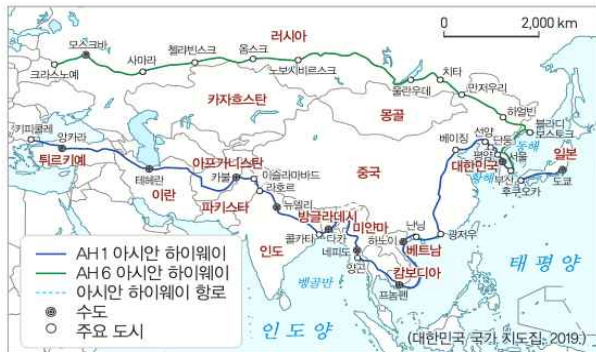 0 2,000 km
러시아
모스크바
첼랴빈스크
옴스크
사마라
크라스노예
노보시비르스크
치타
울란우데
만저우리
하얼빈
블라디
보스토크
카자흐스탄
몽골
키피쿨레
앙카라
튀르키예
베이징
선양
단둥
평양
서울
동해
대한민국
일본
황해
부산
도쿄
후쿠오카
아프가니스탄
카불
이슬라마바드
테헤란
라호르
이란
중국
파키스탄
뉴델리
방글라데시
미얀마
난닝
인도
콜카타
다카
하노이
광저우
네피도
베트남
양곤
캄보디아
벵골만
프놈펜
태평양
인도양
AH 1 아시안 하이웨이
AH 6 아시안 하이웨이
아시안 하이웨이 항로
수도
주요 도시
(대한민국 국가 지도집, 2019.)